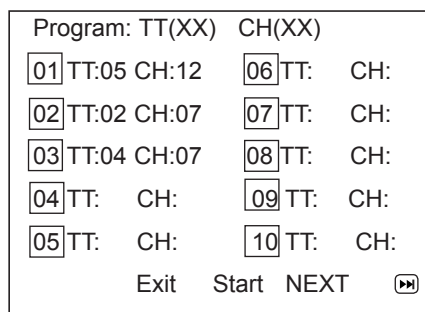 Program: TT(XX) CH(XX)
01 TT:05 CH:12 06 TT: CH:
02 TT:02 CH:07 07 TT: CH:
03 TT:04 CH:07 08 TT: CH:
04 TT: CH: 09 TT: CH:
05 TT: CH: 10 TT: CH:
Exit Start NEXT